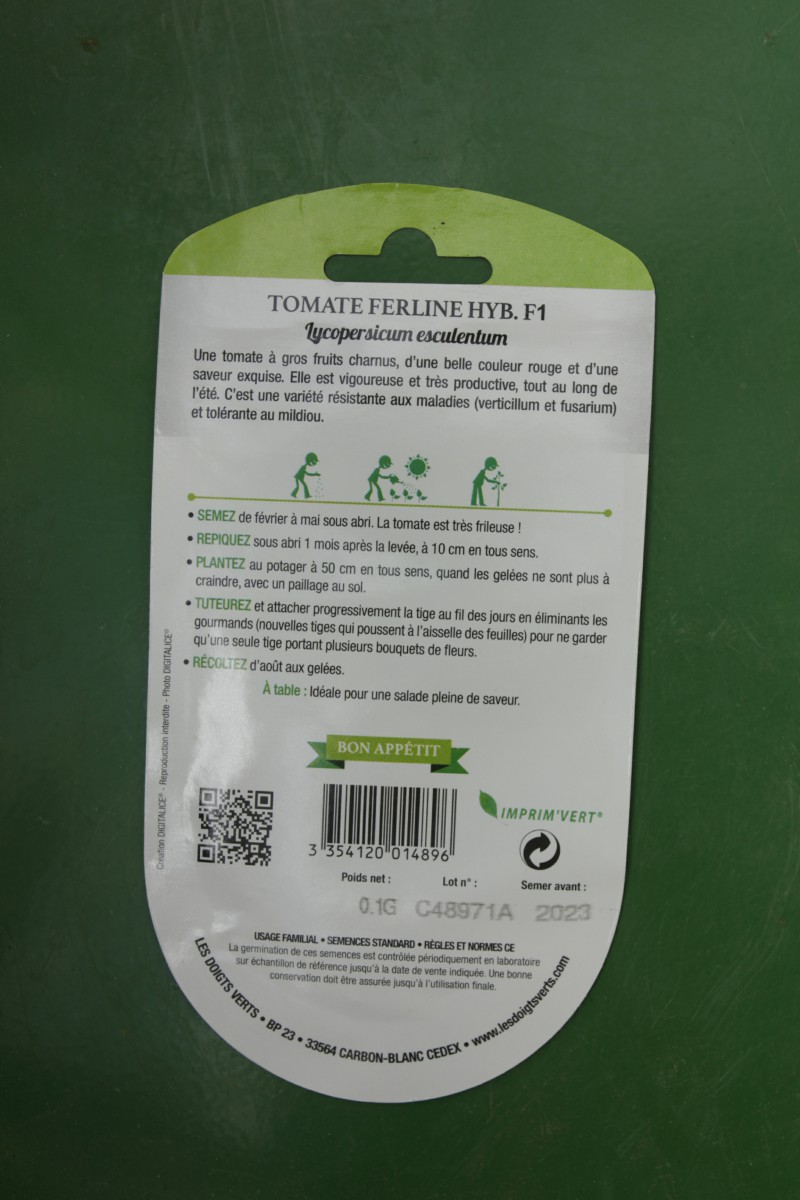 TOMATE FERLINE HYB. F1
Lycopersicum esculentum
Une tomate à gros fruits charnus, d'une belle couleur rouge et d'une
saveur exquise. Elle est vigoureuse et très productive, tout au long de
l'été. C'est une variété résistante aux maladies (verticillum et fusarium)
et tolérante au mildiou.
• SEMEZ de février à mai sous abri. La tomate est très frileuse !
• REPIQUEZ sous abri 1 mois après la levée, à 10 cm en tous sens.
• PLANTEZ au potager à 50 cm en tous sens, quand les gelées ne sont plus à
craindre, avec un paillage au sol.
• TUTEUREZ et attacher progressivement la tige au fil des jours en éliminants les
gourmands (nouvelles tiges qui poussent à l'aisselle des feuilles) pour ne garder
qu'une seule tige portant plusieurs bouquets de fleurs.
• RÉCOLTEZ d'août aux gelées.
À table : Idéale pour une salade pleine de saveur.
Création DIGITALICE® - Reproduction interdite - Photo DIGITALICE®
BON APPÉTIT
IMPRIM'VERT®
3 354120 014896
Poids net : Lot n° : Semer avant :
0.1G C48971A 2023
USAGE FAMILIAL • SEMENCES STANDARD • RÈGLES ET NORMES CE
La germination de ces semences est contrôlée périodiquement en laboratoire
sur échantillon de référence jusqu'à la date de vente indiquée. Une bonne
conservation doit être assurée jusqu'à l'utilisation finale.
LES DOIGTS VERTS • BP 23 • 33564 CARBON-BLANC CEDEX • www.lesdoigtsverts.com